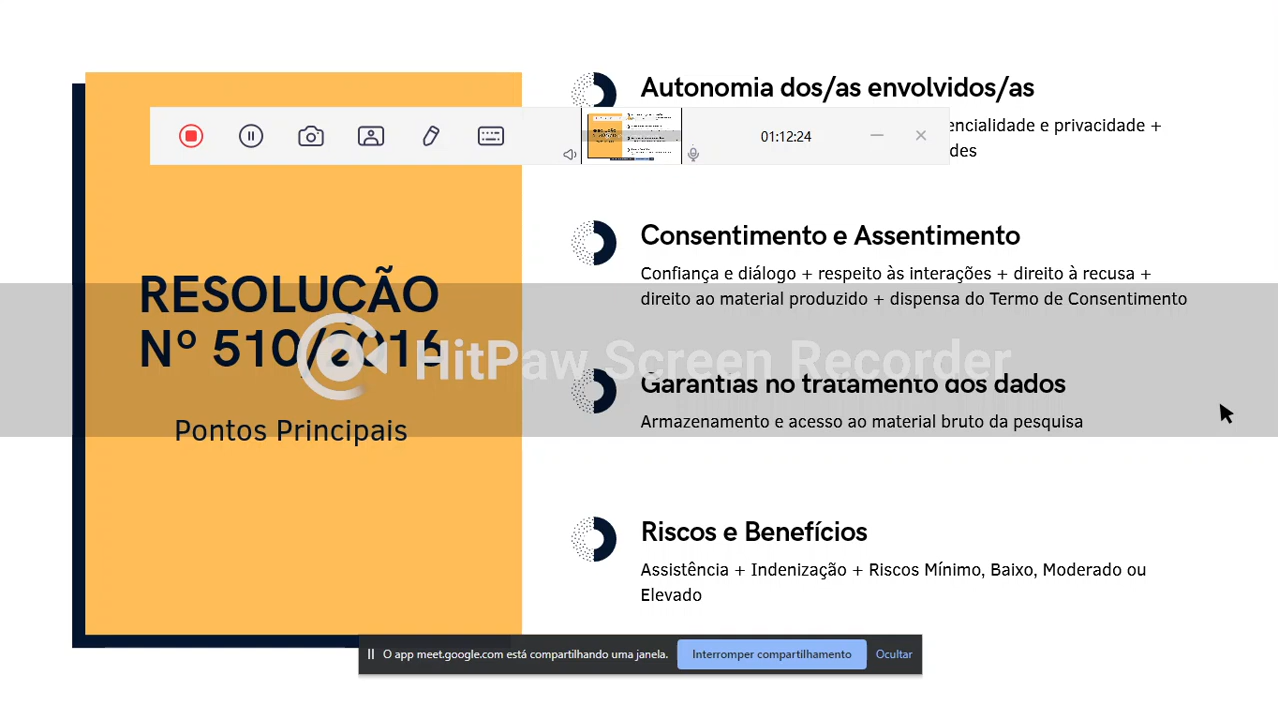 Autonomia dos/as envolvidos/as
encialidade e privacidade +
des
01:12:24
Consentimento e Assentimento
Confiança e diálogo + respeito às interações + direito à recusa +
direito ao material produzido + dispensa do Termo de Consentimento
RESOLUÇÃO
Nº 510/2016
Pontos Principais
HitPaw Screen Recorder
Garantias no tratamento dos dados
Armazenamento e acesso ao material bruto da pesquisa
Riscos e Benefícios
Assistência + Indenização + Riscos Mínimo, Baixo, Moderado ou
Elevado
O app meet.google.com está compartilhando uma janela.
Interromper compartilhamento
Ocultar